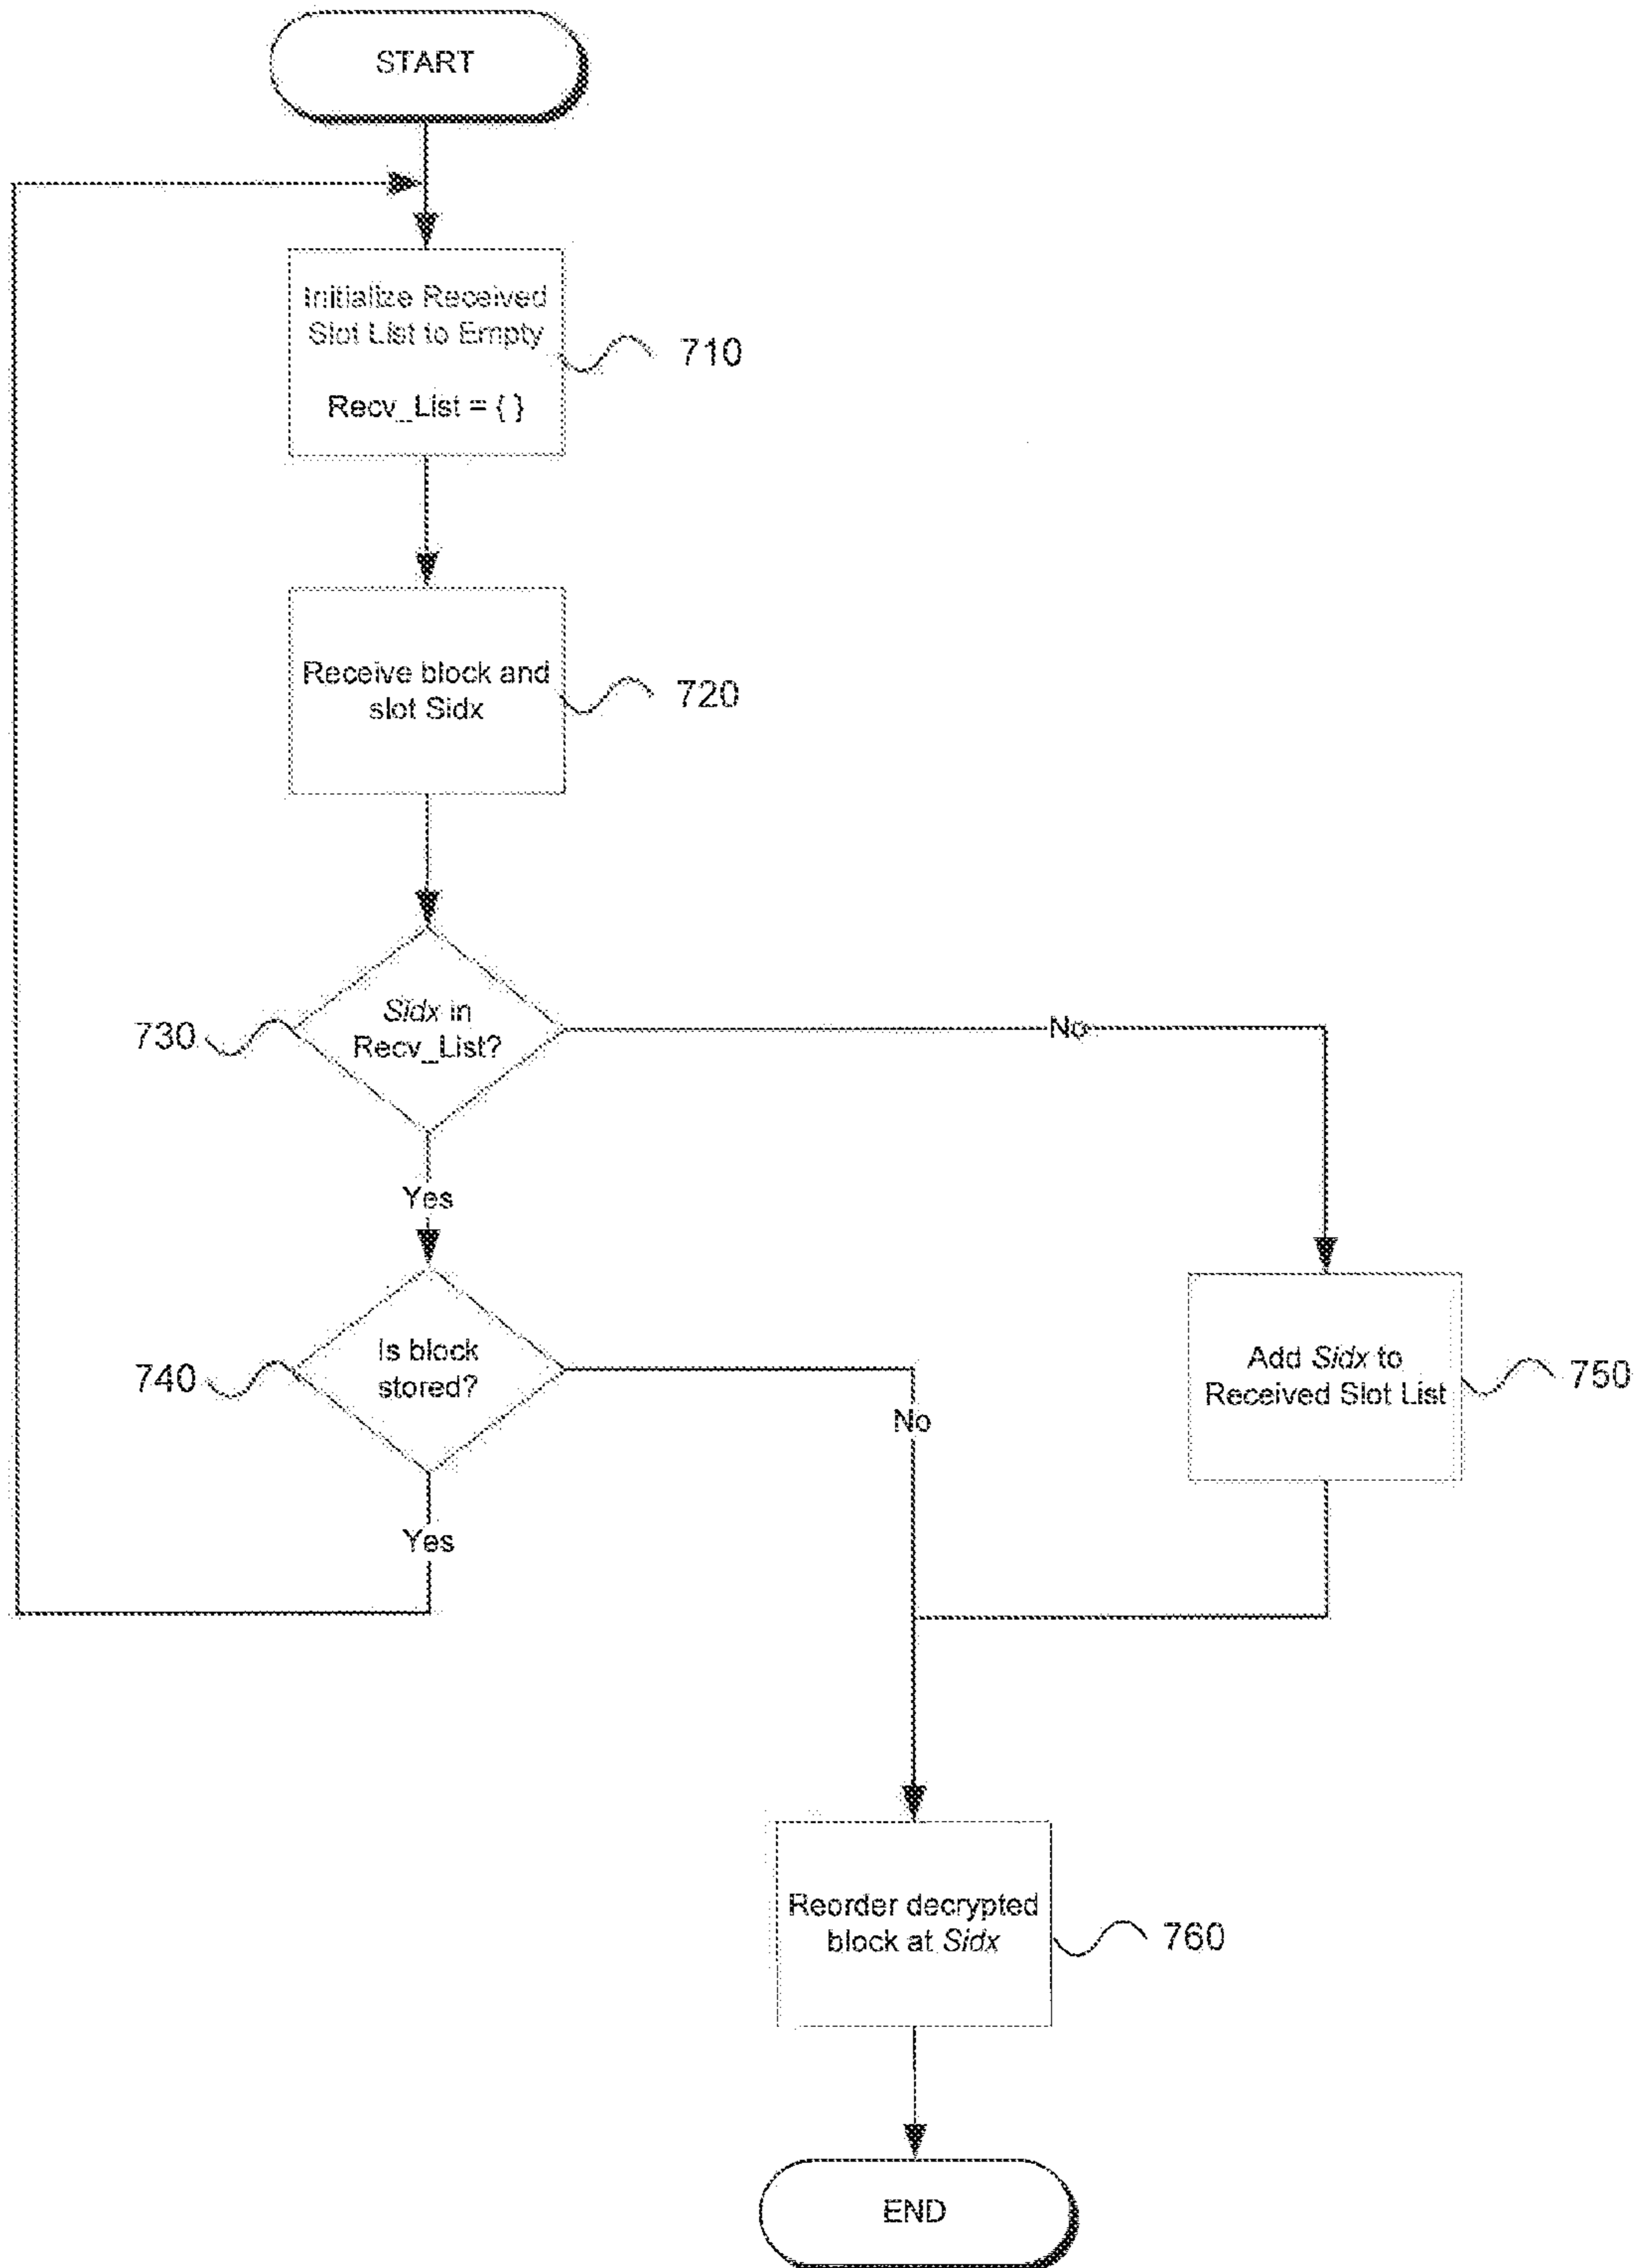 START
Initialize Received
Slot List to Empty
Recv_List = { }
710
Receive block and
slot Sidx
720
Sidx in
Recv_List?
730
No
Yes
Is block
stored?
740
No
Add Sidx to
Received Slot List
750
Yes
Reorder decrypted
block at Sidx
760
END